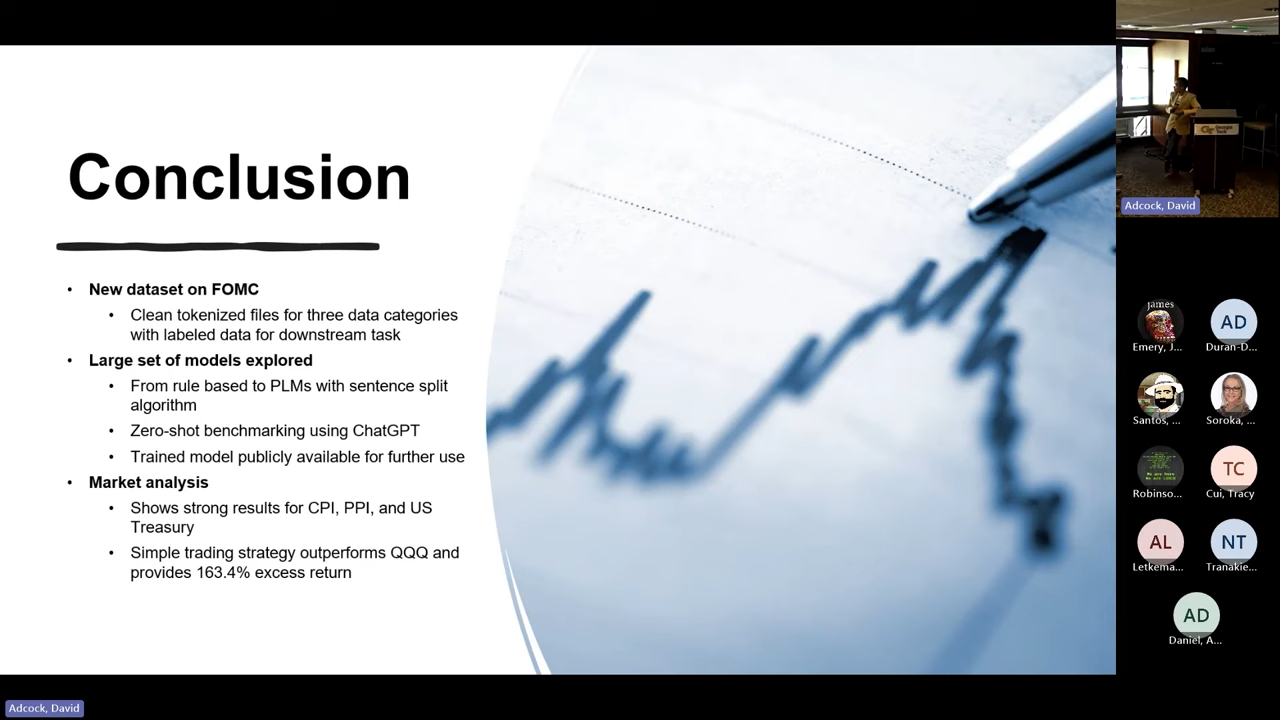 Conclusion
• New dataset on FOMC
• Clean tokenized files for three data categories
with labeled data for downstream task
• Large set of models explored
• From rule based to PLMs with sentence split
algorithm
• Zero-shot benchmarking using ChatGPT
• Trained model publicly available for further use
• Market analysis
• Shows strong results for CPI, PPI, and US
Treasury
• Simple trading strategy outperforms QQQ and
provides 163.4% excess return
Georgia
Tech
Adcock, David
James
Emery, J...
AD
Duran-D...
Santos, ...
Soroka, ...
Robinso...
TC
Cui, Tracy
AL
Letkema...
NT
Tranakie...
AD
Daniel, A...
Adcock, David